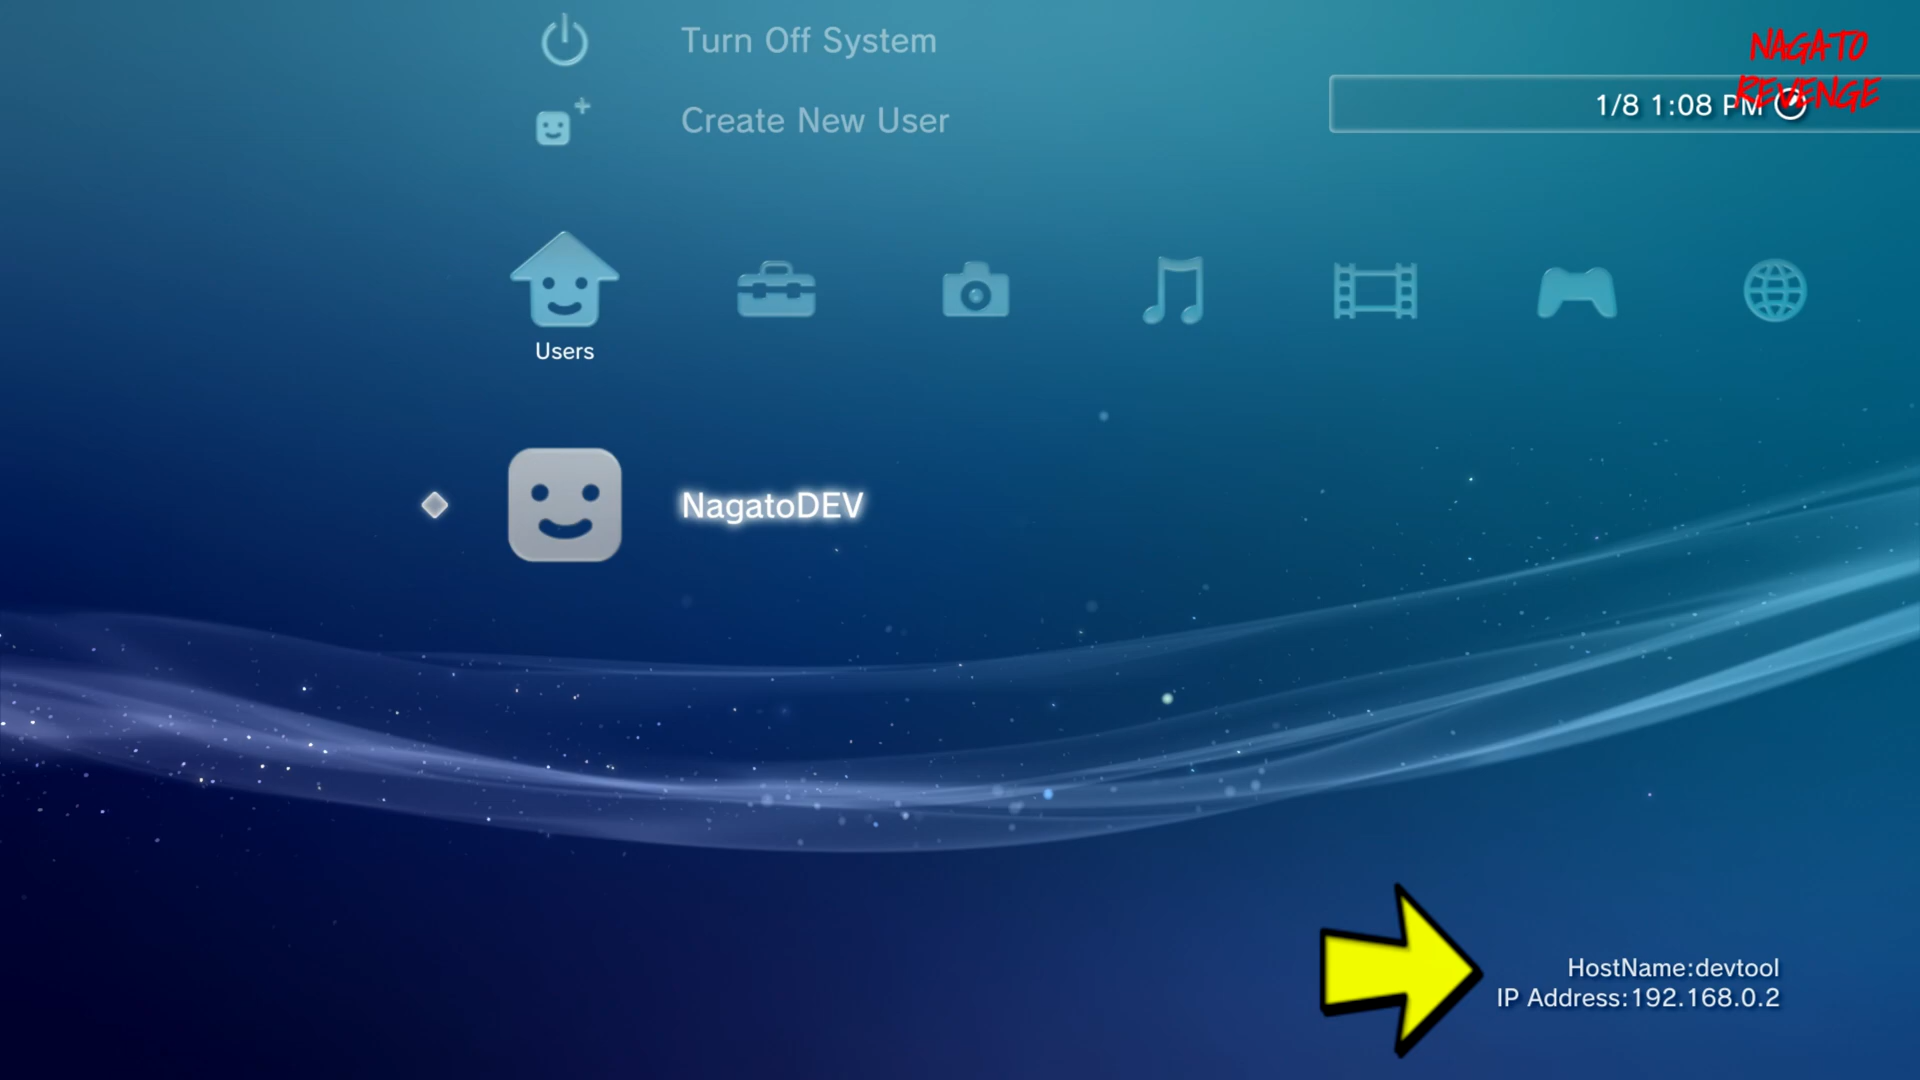 Turn Off System
NAGATO
REVENGE
1/8 1:08 PM
Create New User
Users
NagatoDEV
HostName:devtool
IP Address:192.168.0.2